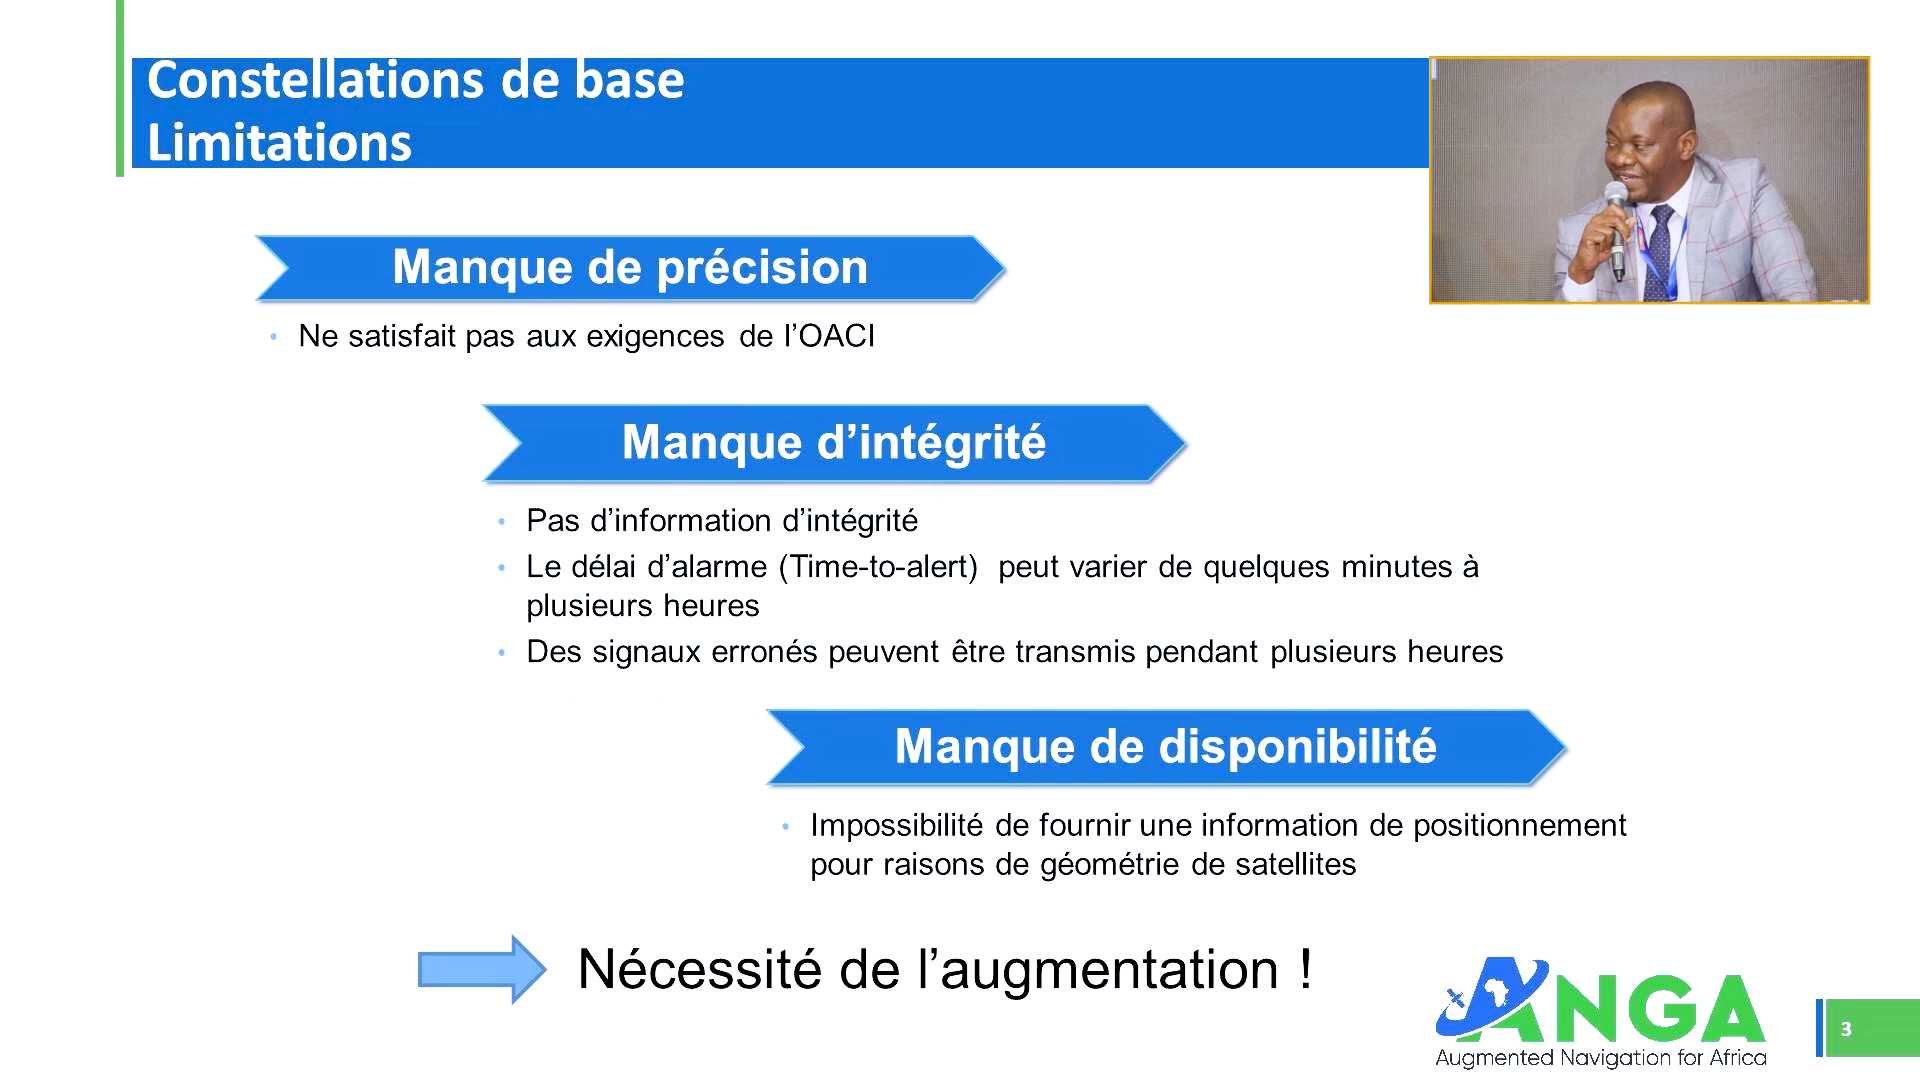 Constellations de base
Limitations
Manque de précision
• Ne satisfait pas aux exigences de l’OACI
Manque d’intégrité
• Pas d’information d’intégrité
• Le délai d’alarme (Time-to-alert) peut varier de quelques minutes à
plusieurs heures
• Des signaux erronés peuvent être transmis pendant plusieurs heures
Manque de disponibilité
• Impossibilité de fournir une information de positionnement
pour raisons de géométrie de satellites
Nécessité de l’augmentation !
ANGA
Augmented Navigation for Africa
3